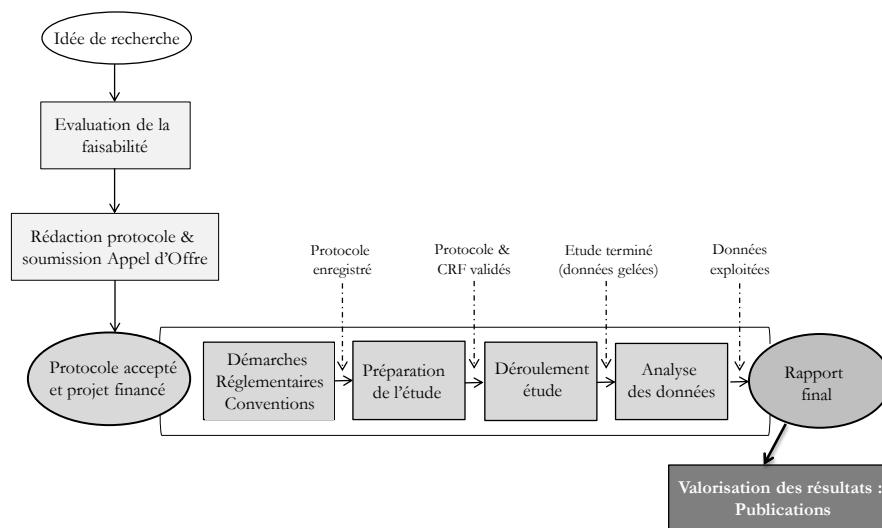 Idée de recherche
Evaluation de la
faisabilité
Rédaction protocole &
soumission Appel d'Offre
Protocole accepté
et projet financé
Protocole
enregistré
Protocole &
CRF validés
Etude terminé
(données gelées)
Données
exploitées
Démarches
Réglementaires
Conventions
Préparation
de l'étude
Déroulement
étude
Analyse
des données
Rapport
final
Valorisation des résultats :
Publications